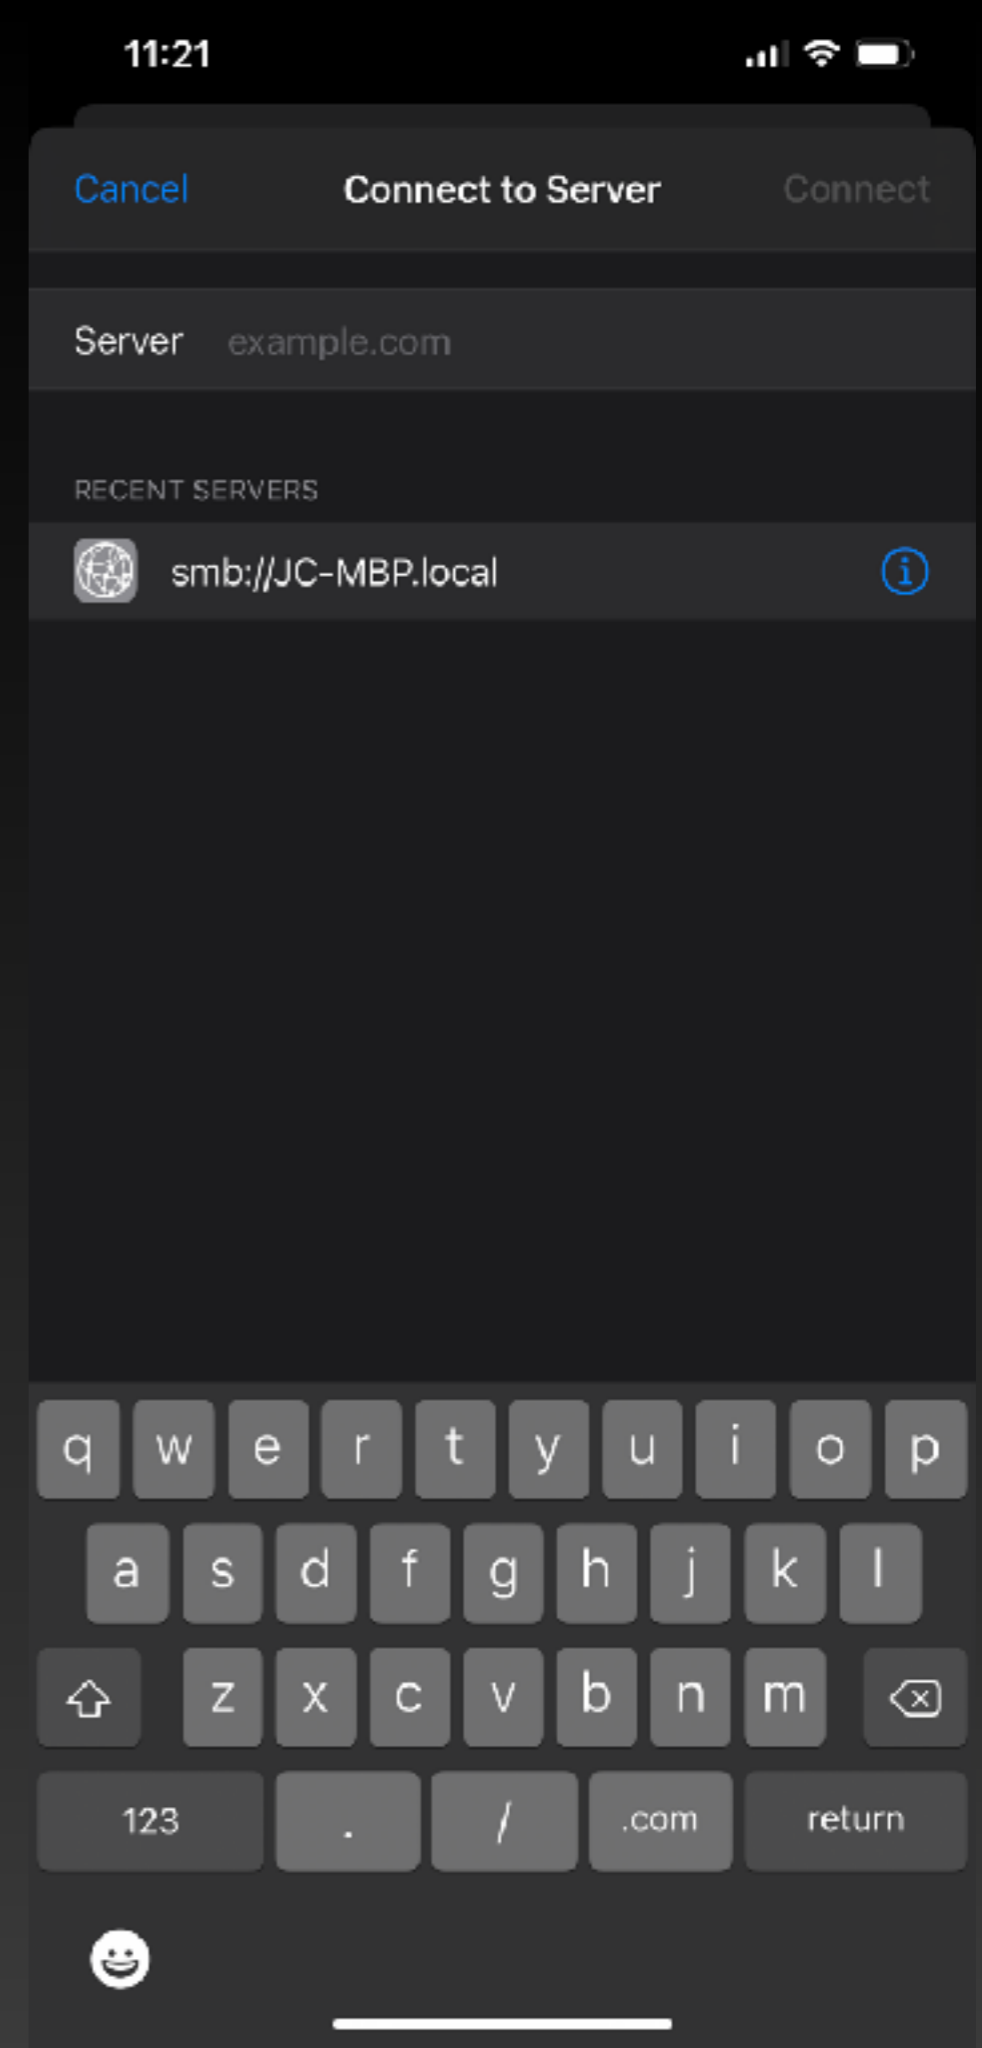 11:21
Cancel Connect to Server Connect
Server example.com
RECENT SERVERS
smb://JC-MBP.local
q w e r t y u i o p
a s d f g h j k l
z x c v b n m
123 . / .com return